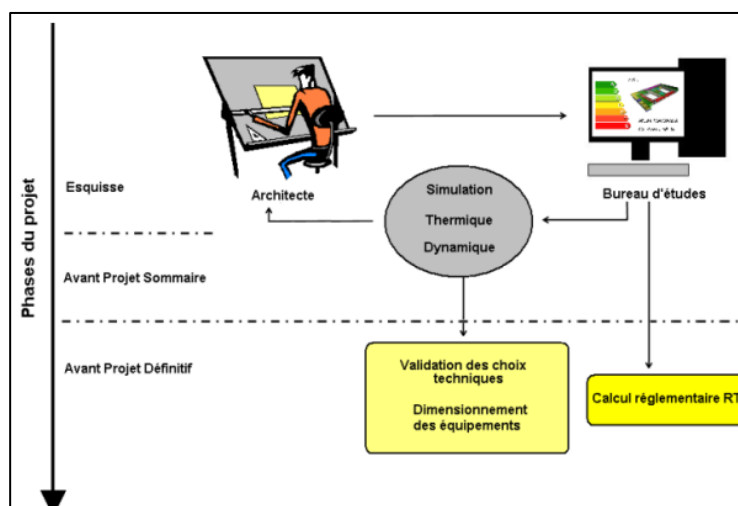 Phases du projet
Esquisse
Architecte
Simulation
Thermique
Dynamique
Bureau d'études
Avant Projet Sommaire
Avant Projet Définitif
Validation des choix
techniques
Dimensionnement
des équipements
Calcul réglementaire RT